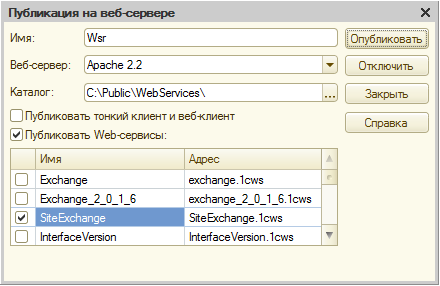 Публикация на веб-сервере
Имя: Wsr Опубликовать
Веб-сервер: Apache 2.2 Отключить
Каталог: C:\Public\WebServices\ ... Закрыть
Публиковать тонкий клиент и веб-клиент Справка
Публиковать Web-сервисы:
Имя Адрес
Exchange exchange.1cws
Exchange_2_0_1_6 exchange_2_0_1_6.1cws
SiteExchange SiteExchange.1cws
InterfaceVersion InterfaceVersion.1cws